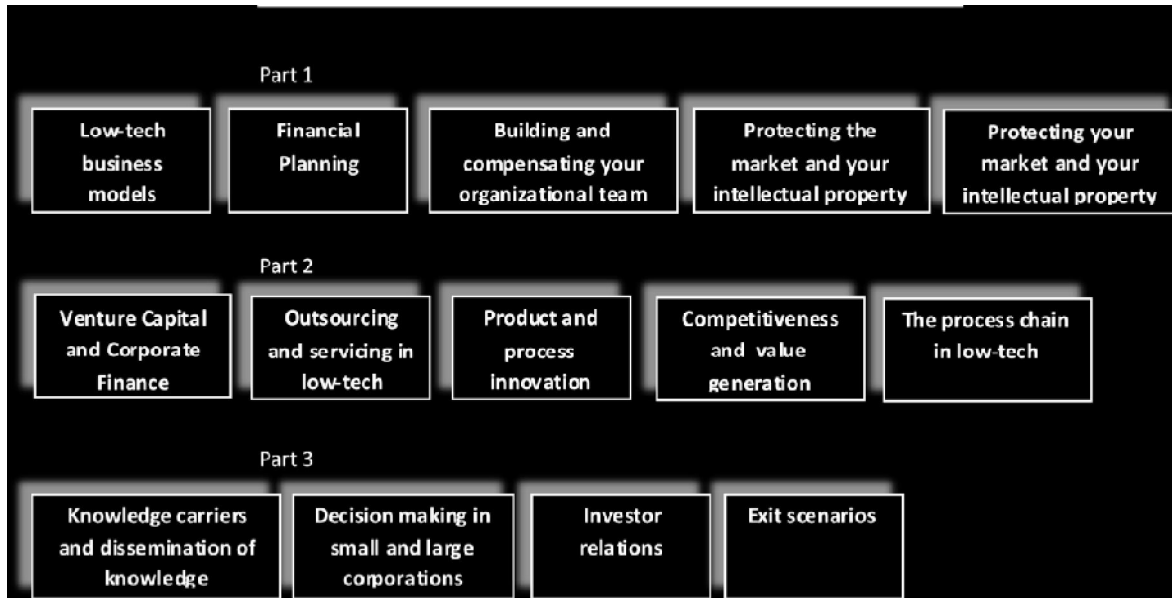 Part 1
Low-tech
business
models
Financial
Planning
Building and
compensating your
organizational team
Protecting the
market and your
intellectual property
Protecting your
market and your
intellectual property
Part 2
Venture Capital
and Corporate
Finance
Outsourcing
and servicing in
low-tech
Product and
process
innovation
Competitiveness
and value
generation
The process chain
in low-tech
Part 3
Knowledge carriers
and dissemination of
knowledge
Decision making in
small and large
corporations
Investor
relations
Exit scenarios